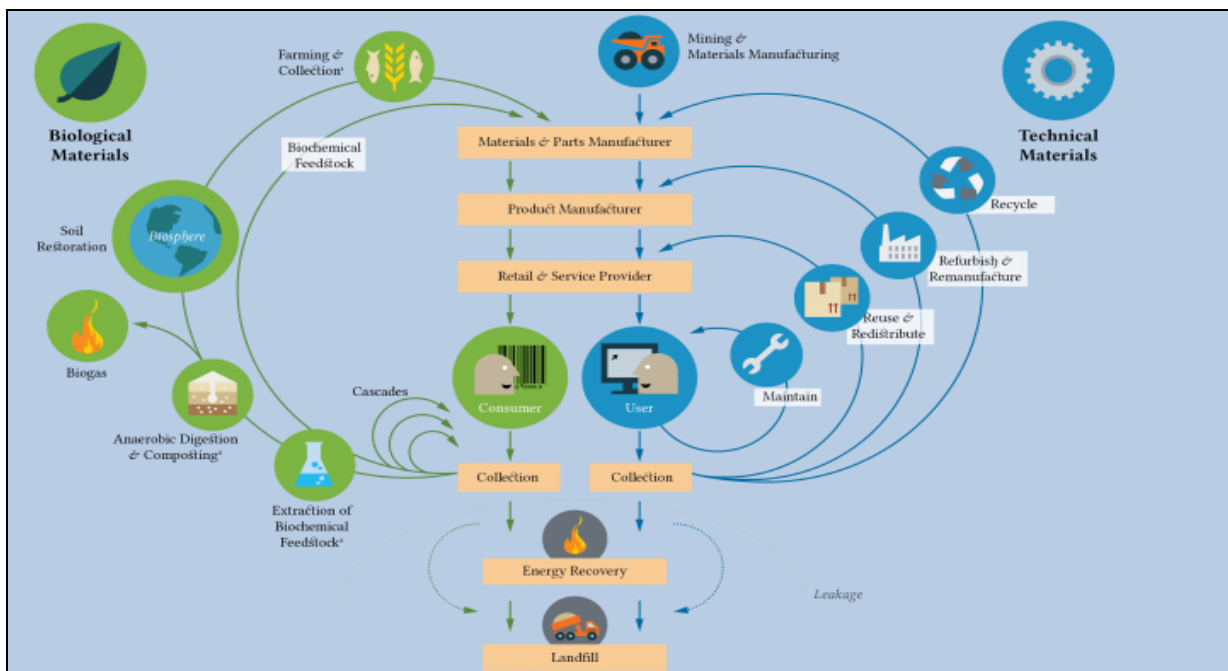 Biological
Materials
Farming &
Collection¹
Mining &
Materials Manufacturing
Technical
Materials
Biochemical
Feedstock
Materials & Parts Manufacturer
Product Manufacturer
Retail & Service Provider
Soil
Restoration
Biosphere
Biogas
Anaerobic Digestion
& Composting²
Extraction of
Biochemical
Feedstock²
Cascades
Consumer
User
Maintain
Reuse &
Redistribute
Refurbish &
Remanufacture
Recycle
Collection
Collection
Energy Recovery
Leakage
Landfill